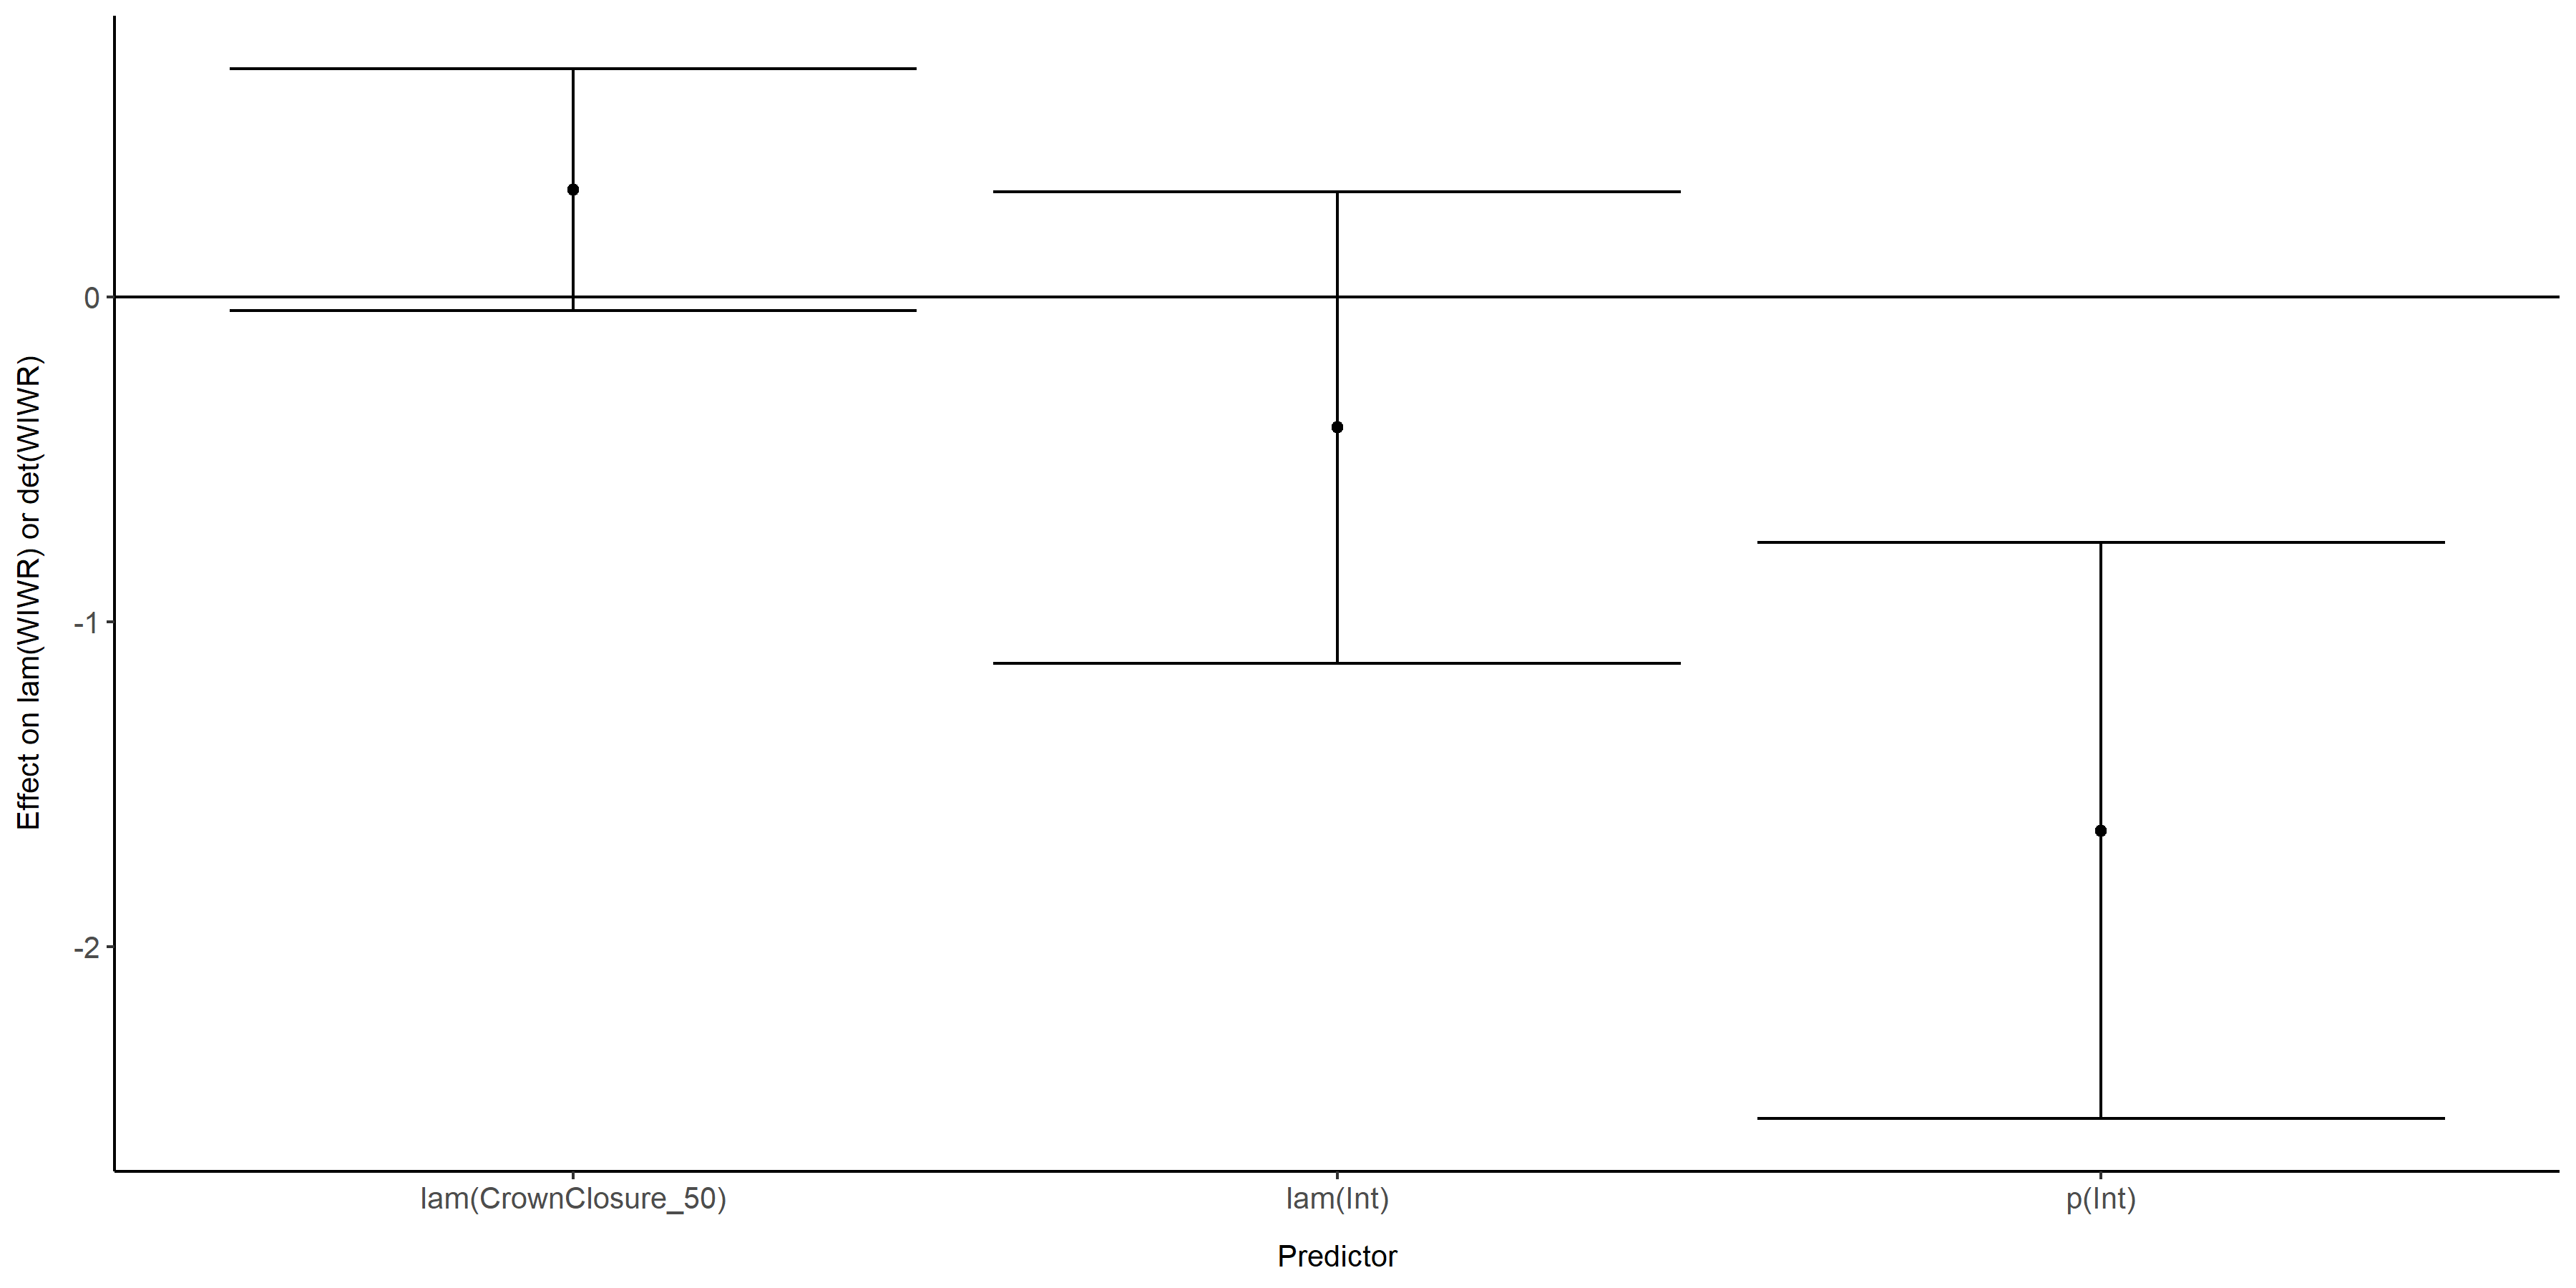 Effect on lam(WIWR) or det(WIWR)
0
-1
-2
lam(CrownClosure_50)
lam(Int)
p(Int)
Predictor